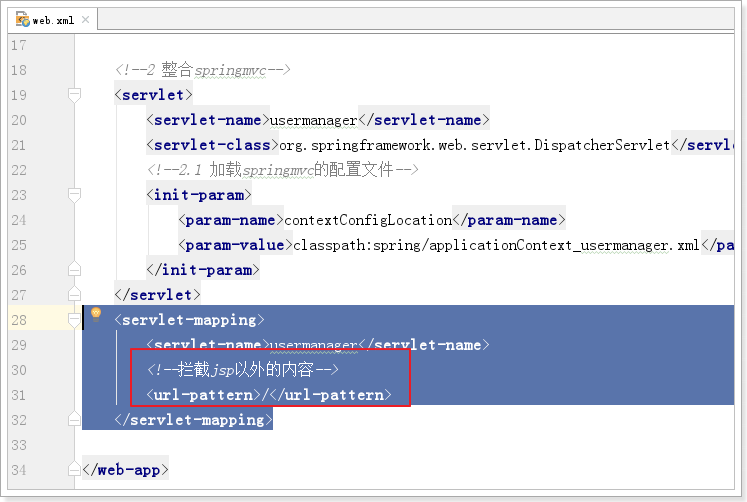 web.xml
17
18 <!--2 整合springmvc-->
19 <servlet>
20 <servlet-name>usermanager</servlet-name>
21 <servlet-class>org.springframework.web.servlet.DispatcherServlet</servle
22 <!--2.1 加载springmvc的配置文件-->
23 <init-param>
24 <param-name>contextConfigLocation</param-name>
25 <param-value>classpath:spring/applicationContext_usermanager.xml</pa
26 </init-param>
27 </servlet>
28 <servlet-mapping>
29 <servlet-name>usermanager</servlet-name>
30 <!--拦截jsp以外的内容-->
31 <url-pattern>/</url-pattern>
32 </servlet-mapping>
33
34 </web-app>